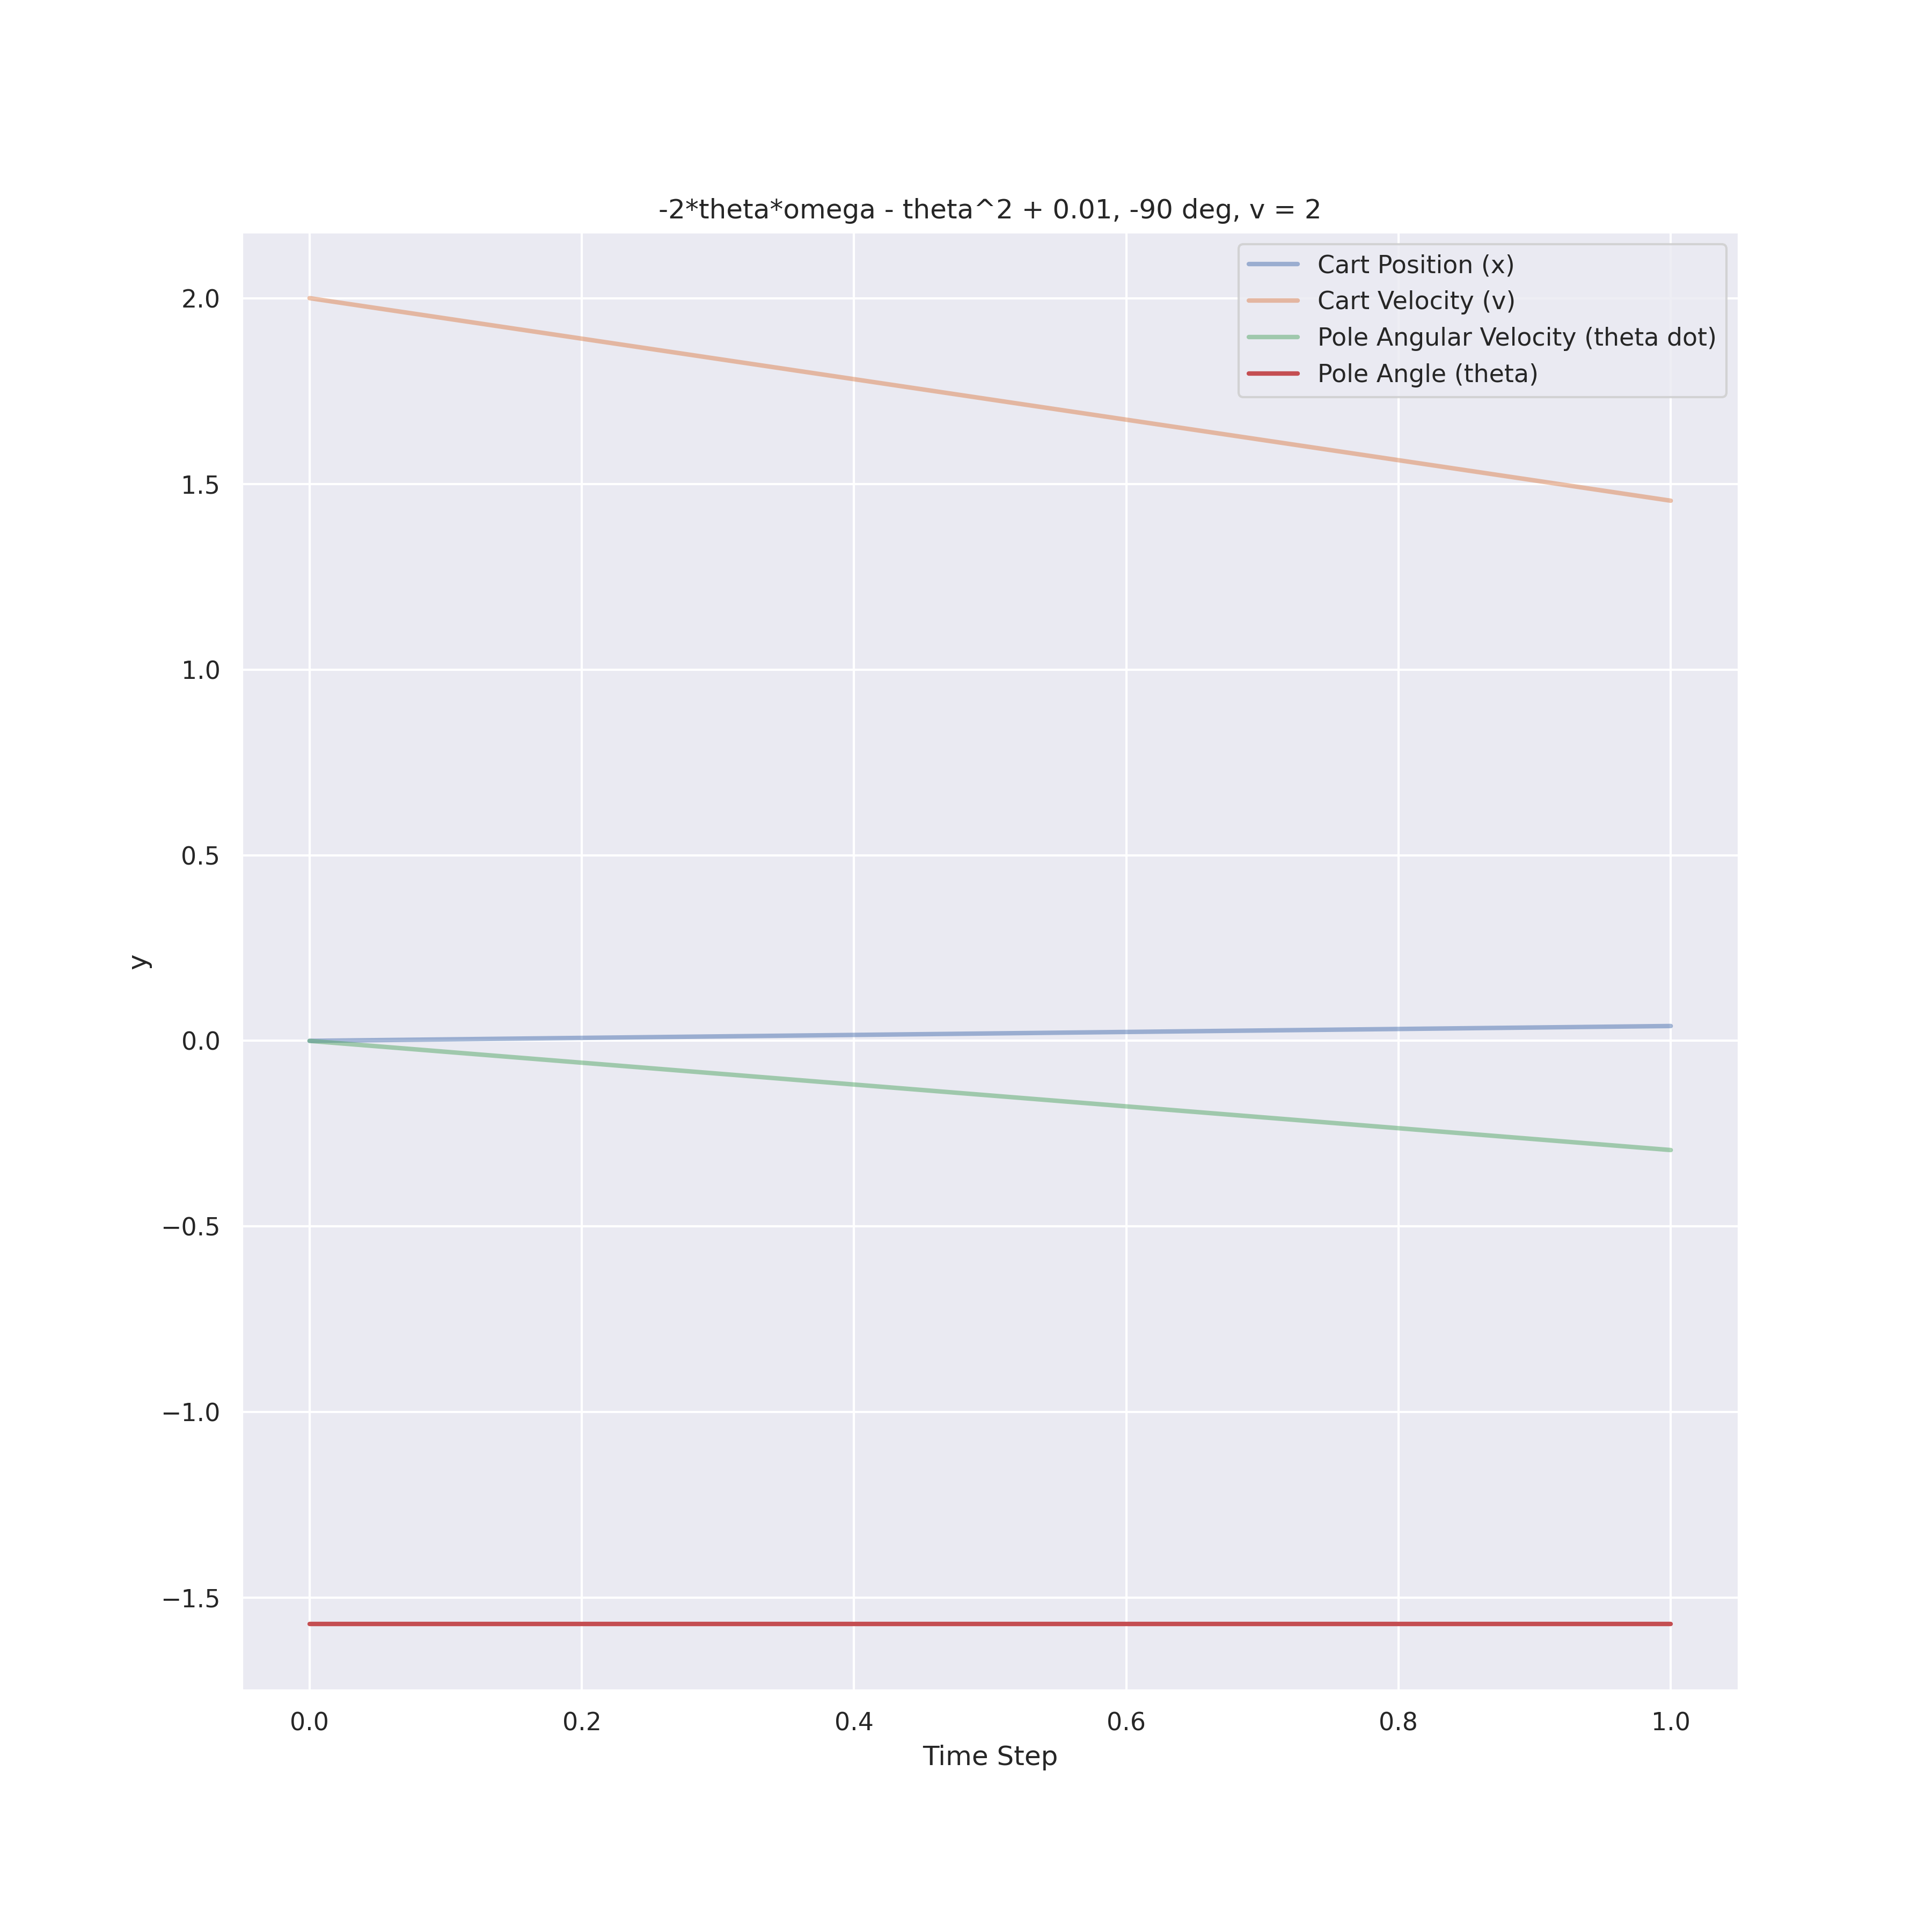 -2*theta*omega - theta^2 + 0.01, -90 deg, v = 2
Cart Position (x)
Cart Velocity (v)
Pole Angular Velocity (theta dot)
Pole Angle (theta)
2.0
1.5
1.0
0.5
0.0
−0.5
−1.0
−1.5
y
0.0 0.2 0.4 0.6 0.8 1.0
Time Step